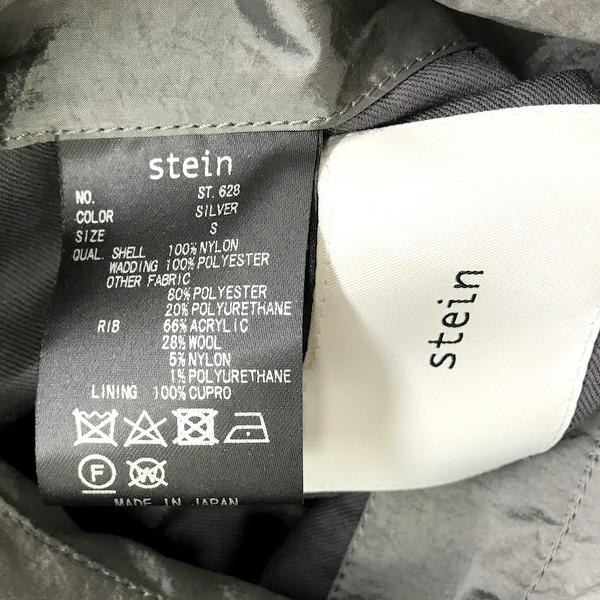 stein
NO. ST.628
COLOR SILVER
SIZE S
QUAL. SHELL 100%NYLON
WADDING 100%POLYESTER
OTHER FABRIC
80%POLYESTER
20%POLYURETHANE
RIB 66%ACRYLIC
28%WOOL
5%NYLON
1%POLYURETHANE
LINING 100%CUPRO
F W
MADE IN JAPAN
stein